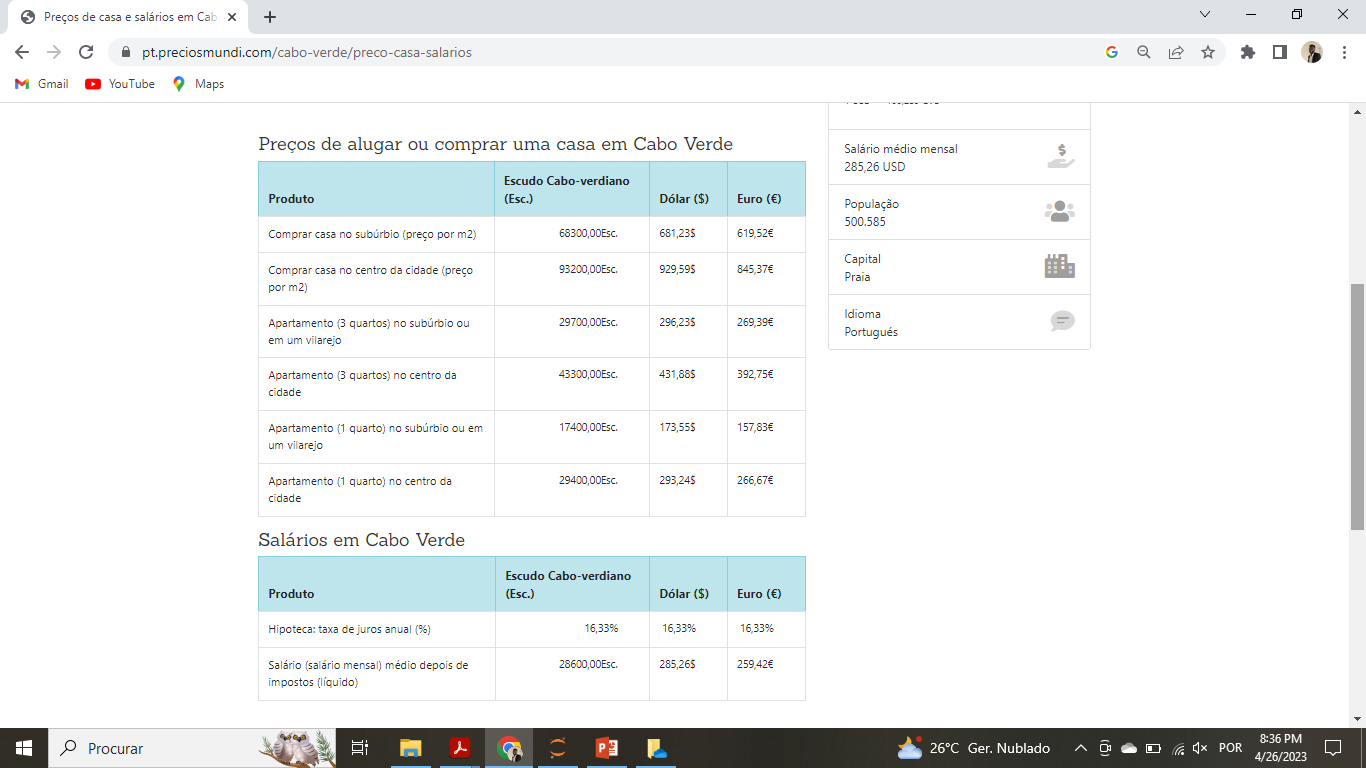 Preços de casa e salários em Cab
pt.preciosmundi.com/cabo-verde/preco-casa-salarios
Gmail
YouTube
Maps
Preços de alugar ou comprar uma casa em Cabo Verde
Produto
Escudo Cabo-verdiano
(Esc.)
Dólar ($)
Euro (€)
Comprar casa no subúrbio (preço por m2)
68300,00Esc.
681,23$
619,52€
Comprar casa no centro da cidade (preço
por m2)
93200,00Esc.
929,59$
845,37€
Apartamento (3 quartos) no subúrbio ou
em um vilarejo
29700,00Esc.
296,23$
269,39€
Apartamento (3 quartos) no centro da
cidade
43300,00Esc.
431,88$
392,75€
Apartamento (1 quarto) no subúrbio ou em
um vilarejo
17400,00Esc.
173,55$
157,83€
Apartamento (1 quarto) no centro da
cidade
29400,00Esc.
293,24$
266,67€
Salários em Cabo Verde
Produto
Escudo Cabo-verdiano
(Esc.)
Dólar ($)
Euro (€)
Hipoteca: taxa de juros anual (%)
16,33%
16,33%
16,33%
Salário (salário mensal) médio depois de
impostos (líquido)
28600,00Esc.
285,26$
259,42€
Salário médio mensal
285,26 USD
População
500.585
Capital
Praia
Idioma
Portugués
Procurar
26°C Ger. Nublado
POR
8:36 PM
4/26/2023